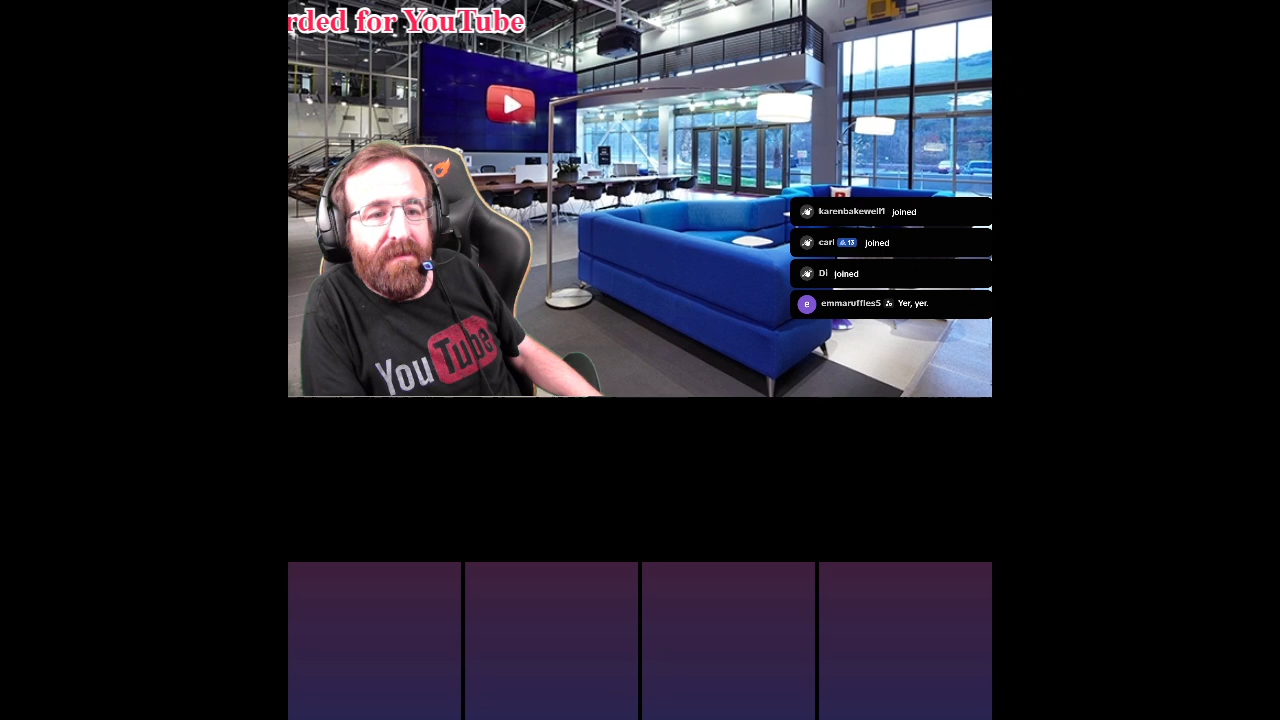 rded for YouTube
karenbakewell1 joined
carl 13 joined
Di joined
emmaruffles5 Yer, yer.
YouTube